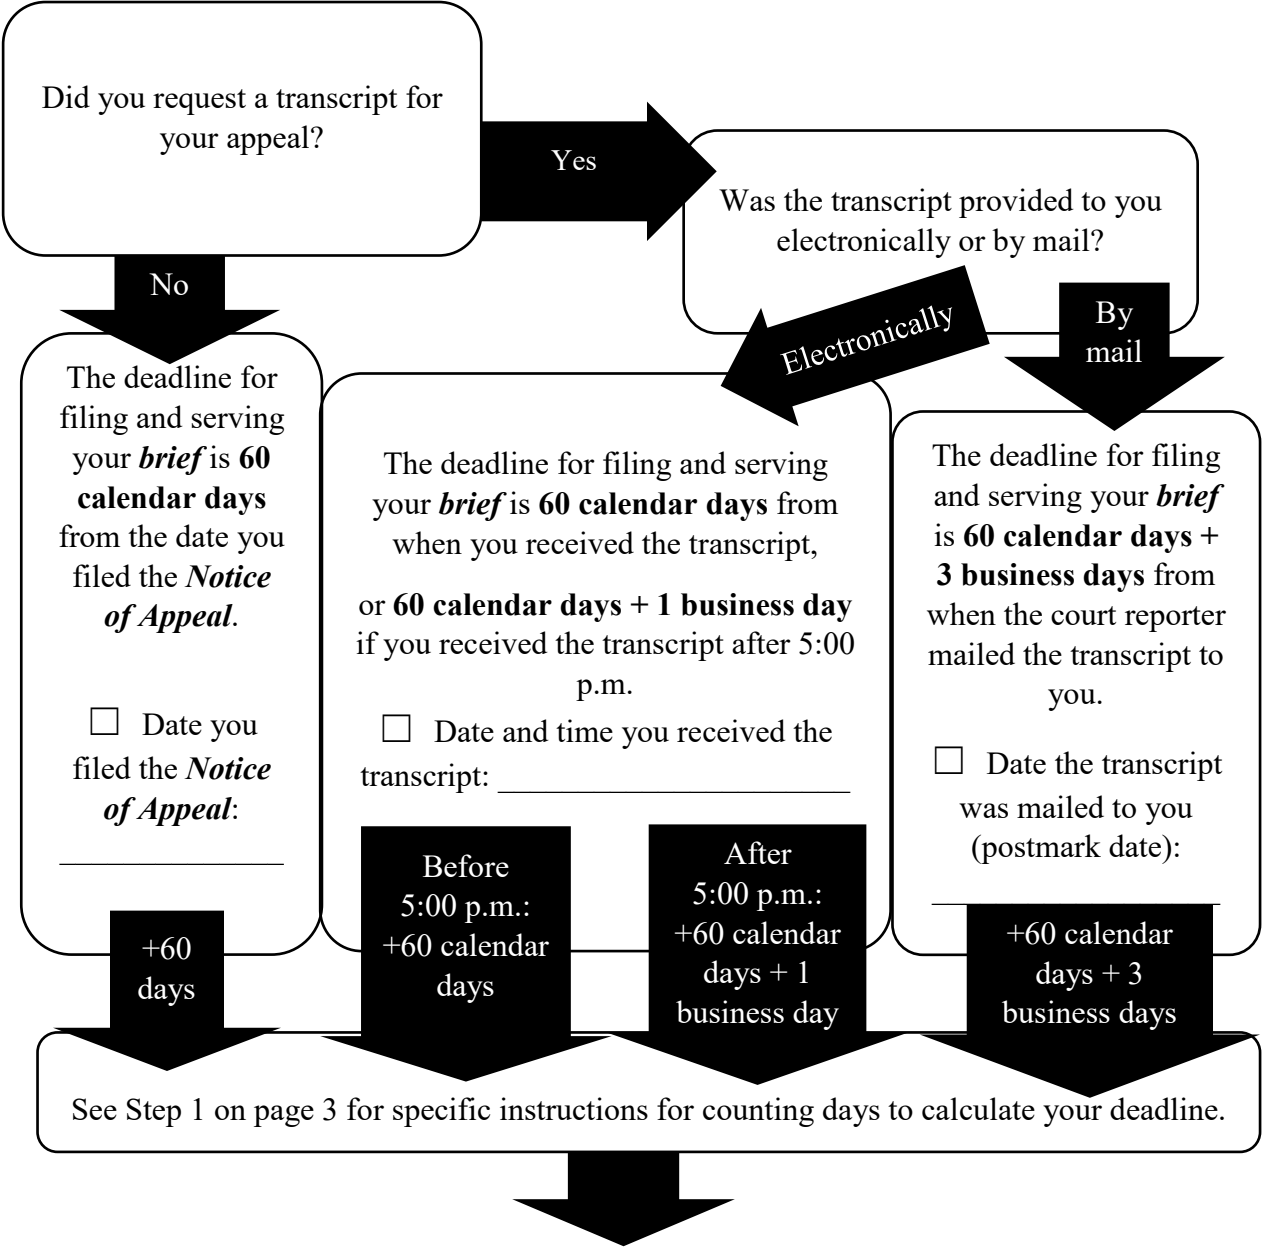 Did you request a transcript for
your appeal?
Yes
Was the transcript provided to you
electronically or by mail?
No
Electronically
By
mail
The deadline for
filing and serving
your brief is 60
calendar days
from the date you
filed the Notice
of Appeal.
☐ Date you
filed the Notice
of Appeal:
______________
The deadline for filing and serving
your brief is 60 calendar days from
when you received the transcript,
or 60 calendar days + 1 business day
if you received the transcript after 5:00
p.m.
☐ Date and time you received the
transcript: ______________________
The deadline for filing
and serving your brief
is 60 calendar days +
3 business days from
when the court reporter
mailed the transcript to
you.
☐ Date the transcript
was mailed to you
(postmark date):
__________________
+60
days
Before
5:00 p.m.:
+60 calendar
days
After
5:00 p.m.:
+60 calendar
days + 1
business day
+60 calendar
days + 3
business days
See Step 1 on page 3 for specific instructions for counting days to calculate your deadline.